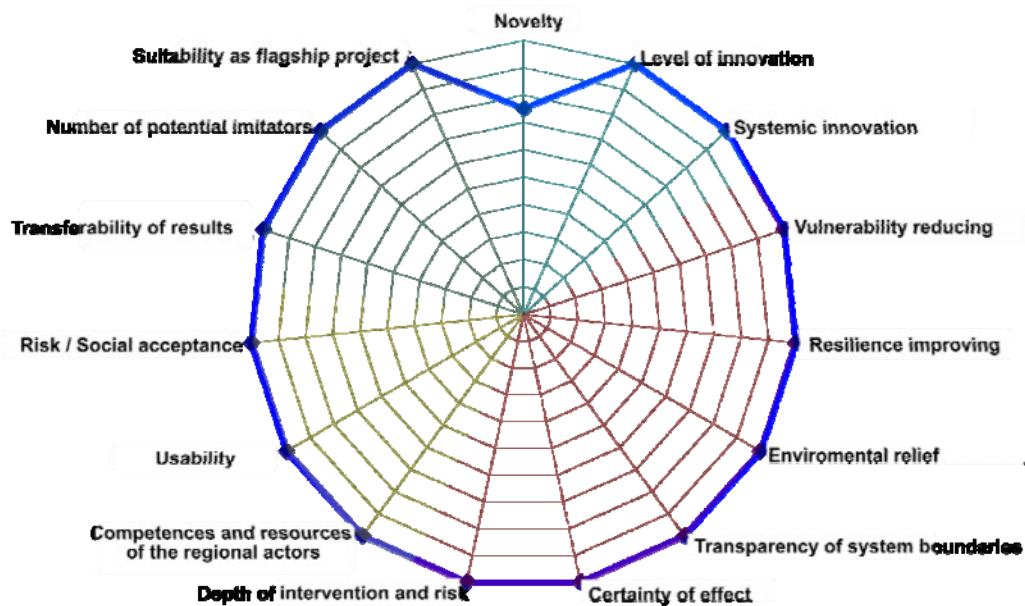 Novelty
Suitability as flagship project
Level of innovation
Number of potential imitators
Systemic innovation
Transferability of results
Vulnerability reducing
Risk / Social acceptance
Resilience improving
Usability
Enviromental relief
Competences and resources
of the regional actors
Transparency of system boundaries
Depth of intervention and risk
Certainty of effect